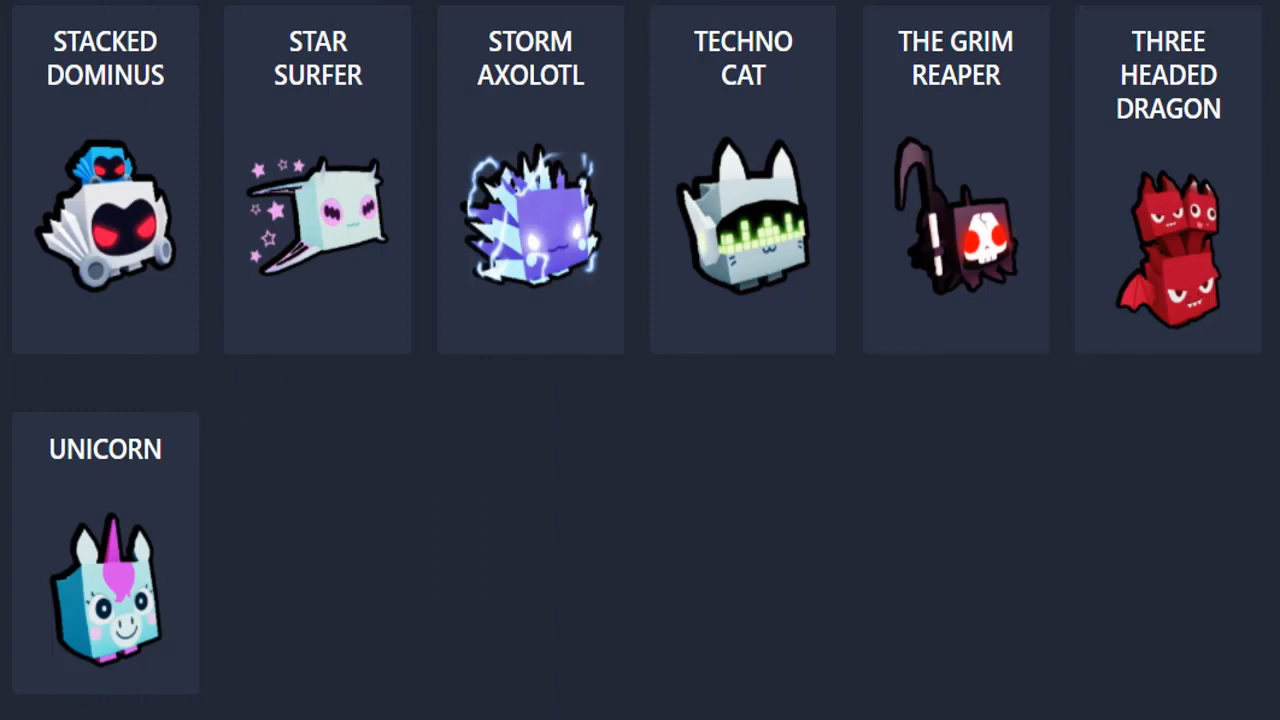 STACKED
DOMINUS
STAR
SURFER
STORM
AXOLOTL
TECHNO
CAT
THE GRIM
REAPER
THREE
HEADED
DRAGON
UNICORN